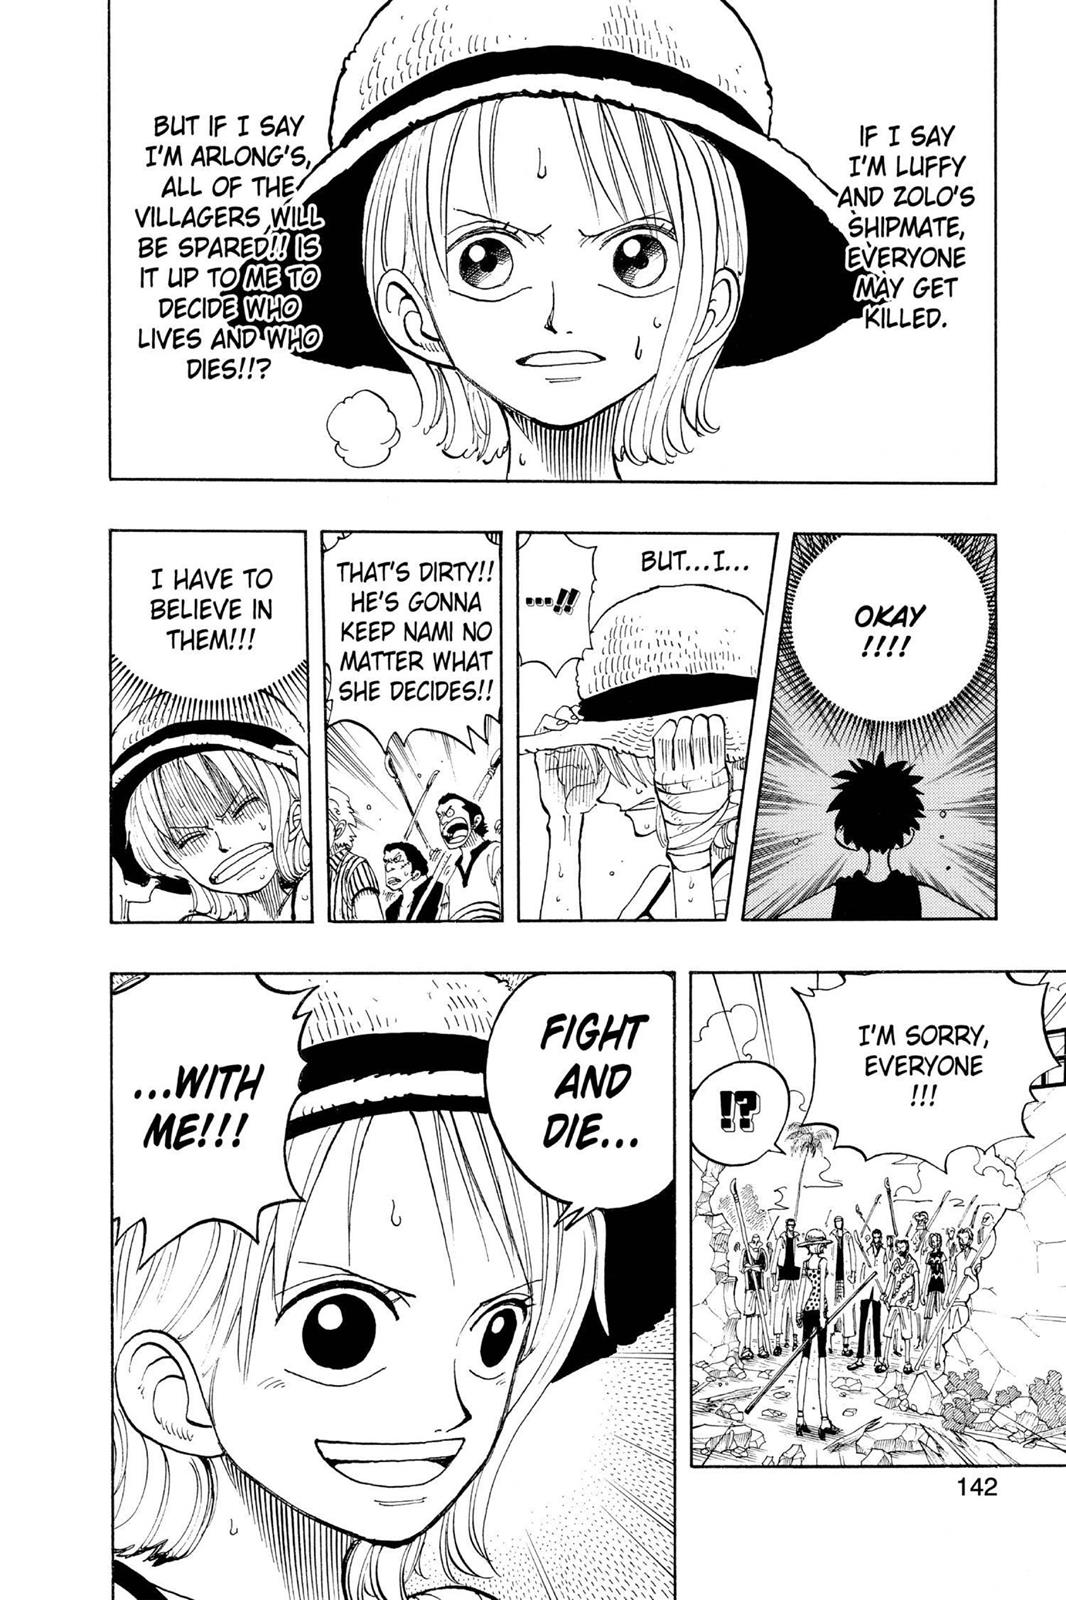 IF I SAY
I'M LUFFY
AND ZOLO'S
SHIPMATE,
EVERYONE
MAY GET
KILLED.
BUT IF I SAY
I'M ARLONG'S,
ALL OF THE
VILLAGERS WILL
BE SPARED!! IS
IT UP TO ME TO
DECIDE WHO
LIVES AND WHO
DIES!!?
OKAY
!!!!
BUT...I...
...!!
THAT'S DIRTY!!
HE'S GONNA
KEEP NAMI NO
MATTER WHAT
SHE DECIDES!!
I HAVE TO
BELIEVE IN
THEM!!!
I'M SORRY,
EVERYONE
!!!
!?
FIGHT
AND
DIE...
...WITH
ME!!!
142